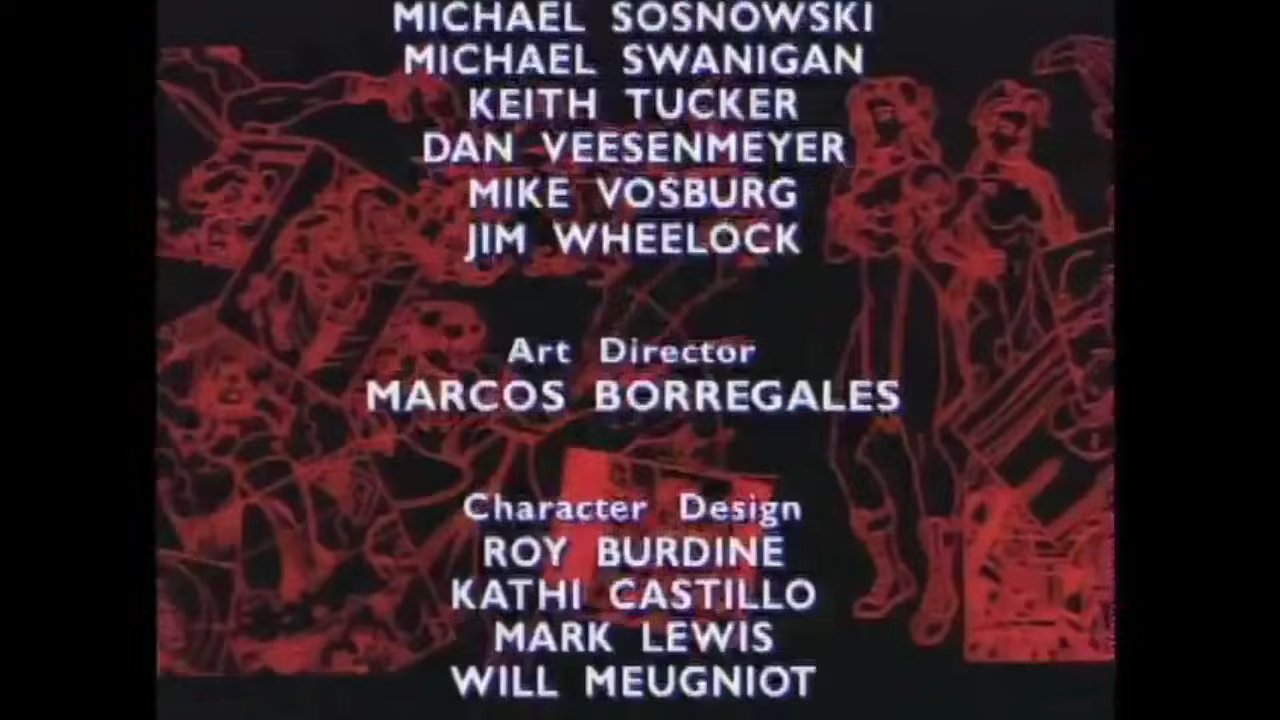 MICHAEL SOSNOWSKI
MICHAEL SWANIGAN
KEITH TUCKER
DAN VEESENMEYER
MIKE VOSBURG
JIM WHEELOCK
Art Director
MARCOS BORREGALES
Character Design
ROY BURDINE
KATHI CASTILLO
MARK LEWIS
WILL MEUGNIOT